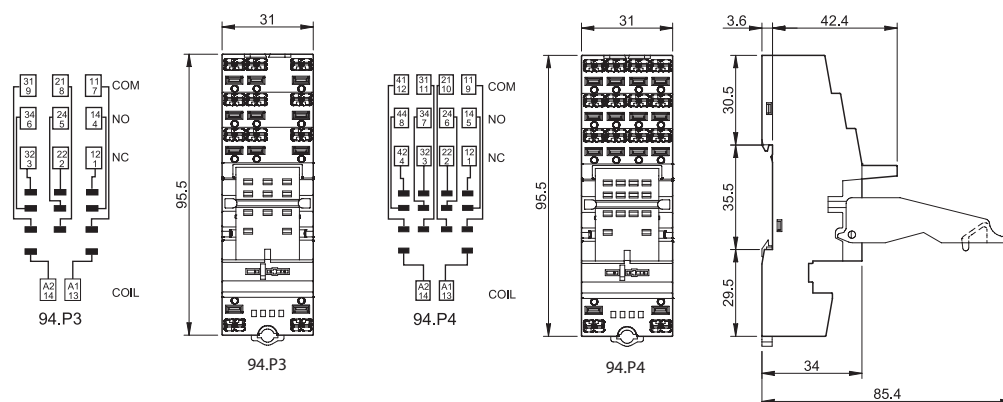 31 9
21 8
11 7
COM
34 6
24 5
14 4
NO
32 3
22 2
12 1
NC
A2 14
A1 13
COIL
94.P3
31
95.5
94.P3
41 12
31 11
21 10
11 9
COM
44 8
34 7
24 6
14 5
NO
42 4
32 3
22 2
12 1
NC
A2 14
A1 13
COIL
94.P4
31
95.5
94.P4
3.6
42.4
30.5
35.5
29.5
34
85.4